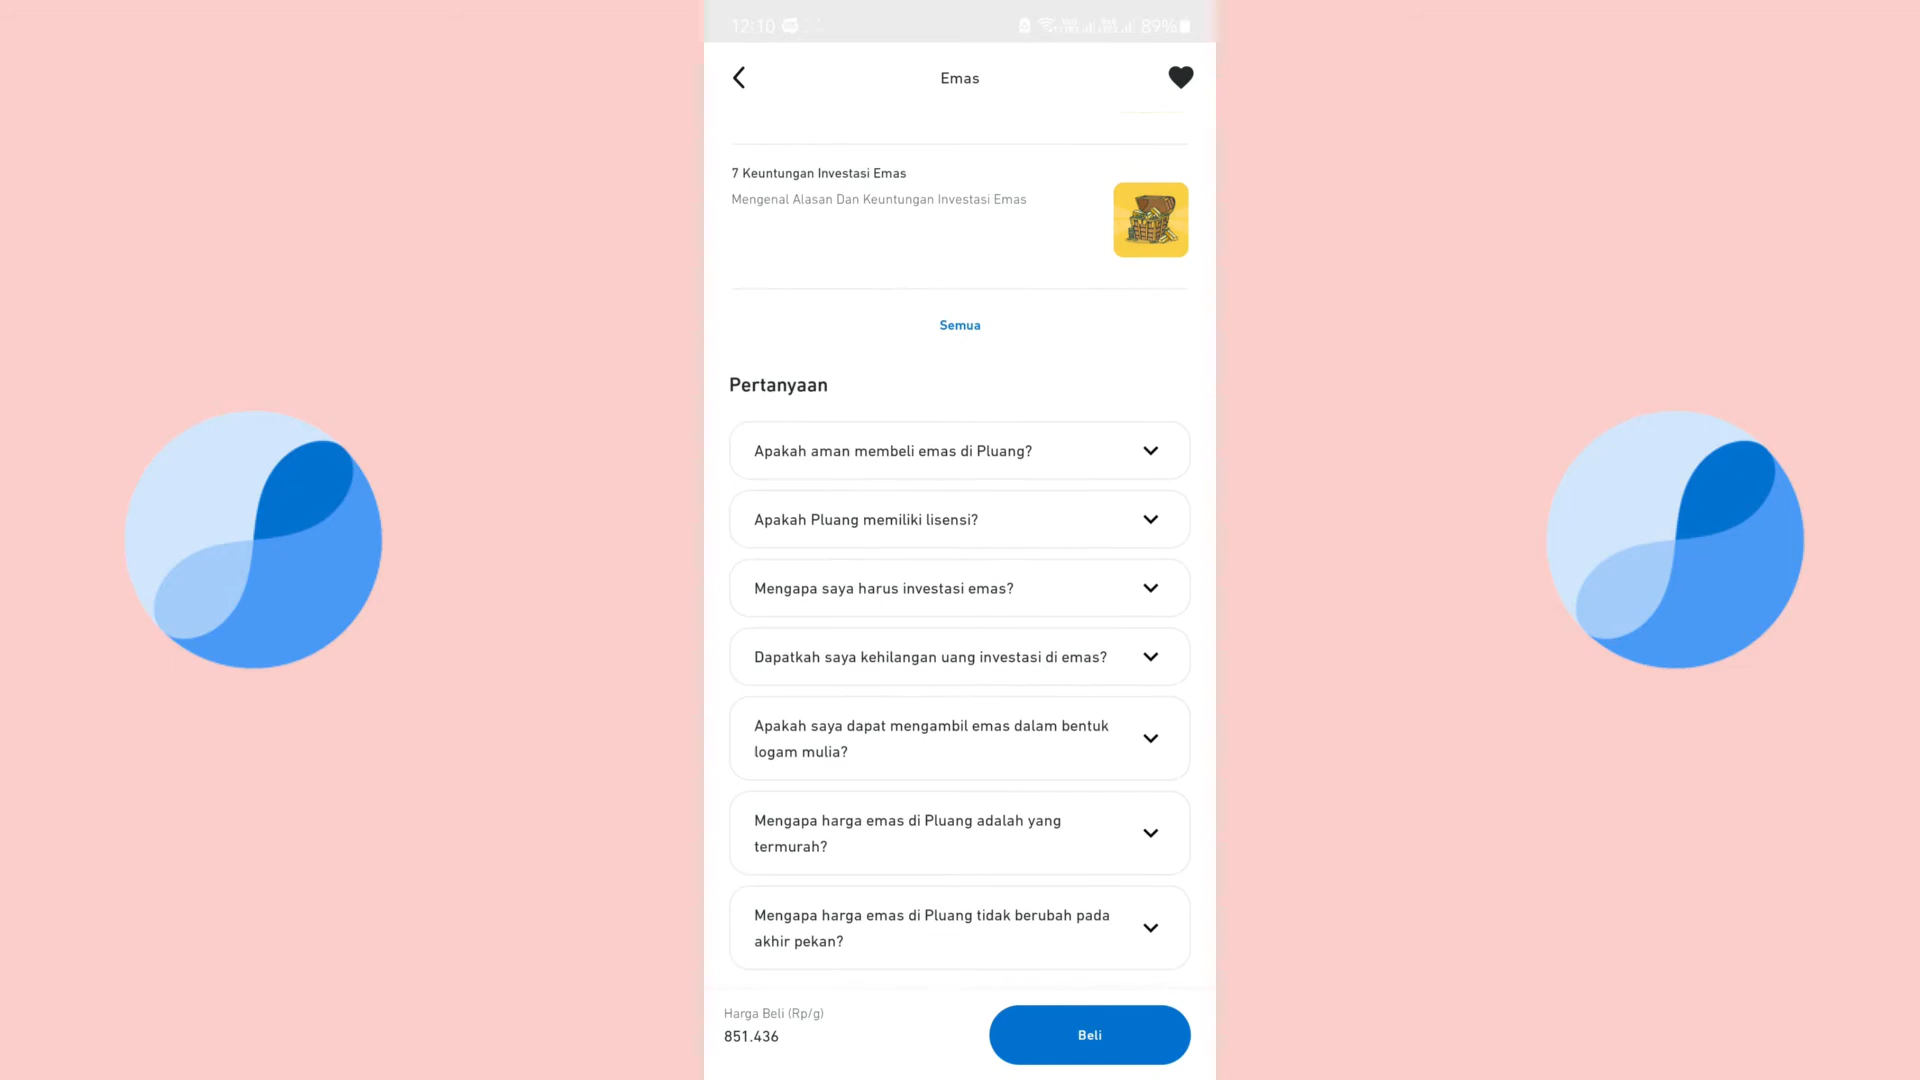 12:10
89%
Emas
7 Keuntungan Investasi Emas
Mengenal Alasan Dan Keuntungan Investasi Emas
Semua
Pertanyaan
Apakah aman membeli emas di Pluang?
Apakah Pluang memiliki lisensi?
Mengapa saya harus investasi emas?
Dapatkah saya kehilangan uang investasi di emas?
Apakah saya dapat mengambil emas dalam bentuk
logam mulia?
Mengapa harga emas di Pluang adalah yang
termurah?
Mengapa harga emas di Pluang tidak berubah pada
akhir pekan?
Harga Beli (Rp/g)
851.436
Beli